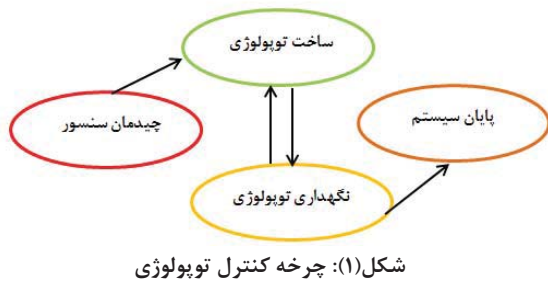 ساخت توپولوژی
چیدمان سنسور
پایان سیستم
نگهداری توپولوژی
شکل(۱): چرخه کنترل توپولوژی